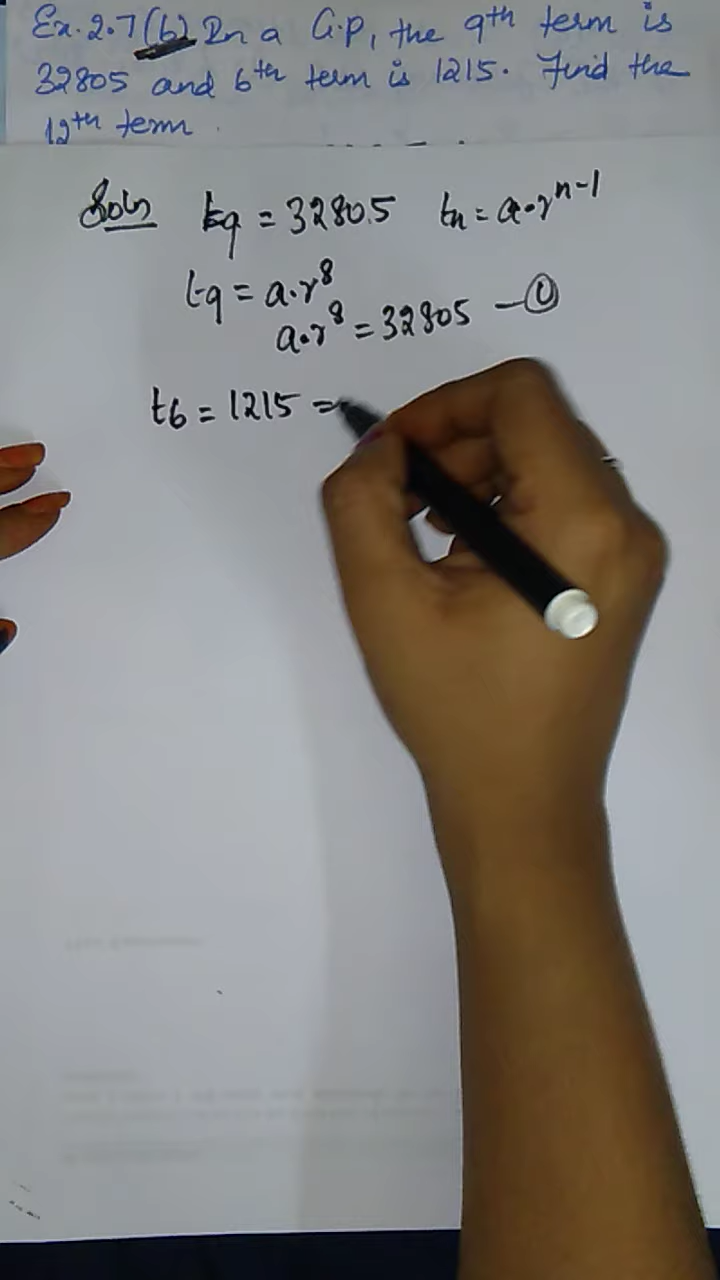 Ex. 2.7(6) In a G.P, the 9th term is
32805 and 6th term is 1215. Find the
12th term.
Soln t9 = 32805 tn = a·r^n-1
t9 = a·r^8
a·r^8 = 32805 — ①
t6 = 1215 =